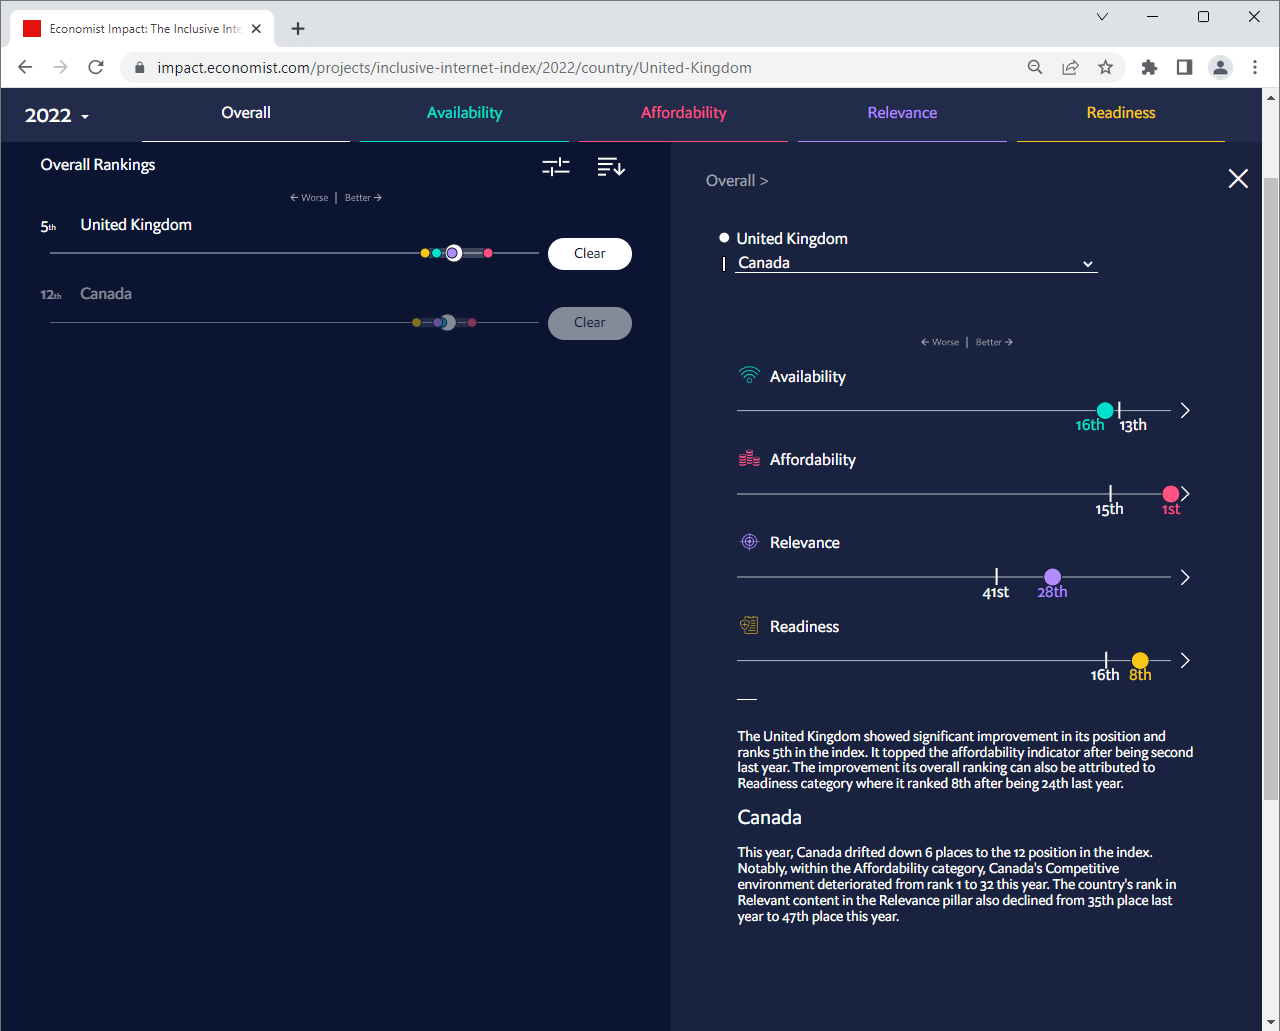 Economist Impact: The Inclusive Inte
impact.economist.com/projects/inclusive-internet-index/2022/country/United-Kingdom
2022
Overall
Availability
Affordability
Relevance
Readiness
Overall Rankings
← Worse | Better →
5th United Kingdom
Clear
12th Canada
Clear
Overall >
United Kingdom
Canada
← Worse | Better →
Availability
16th 13th
Affordability
15th 1st
Relevance
41st 28th
Readiness
16th 8th
The United Kingdom showed significant improvement in its position and
ranks 5th in the index. It topped the affordability indicator after being second
last year. The improvement its overall ranking can also be attributed to
Readiness category where it ranked 8th after being 24th last year.
Canada
This year, Canada drifted down 6 places to the 12 position in the index.
Notably, within the Affordability category, Canada's Competitive
environment deteriorated from rank 1 to 32 this year. The country's rank in
Relevant content in the Relevance pillar also declined from 35th place last
year to 47th place this year.